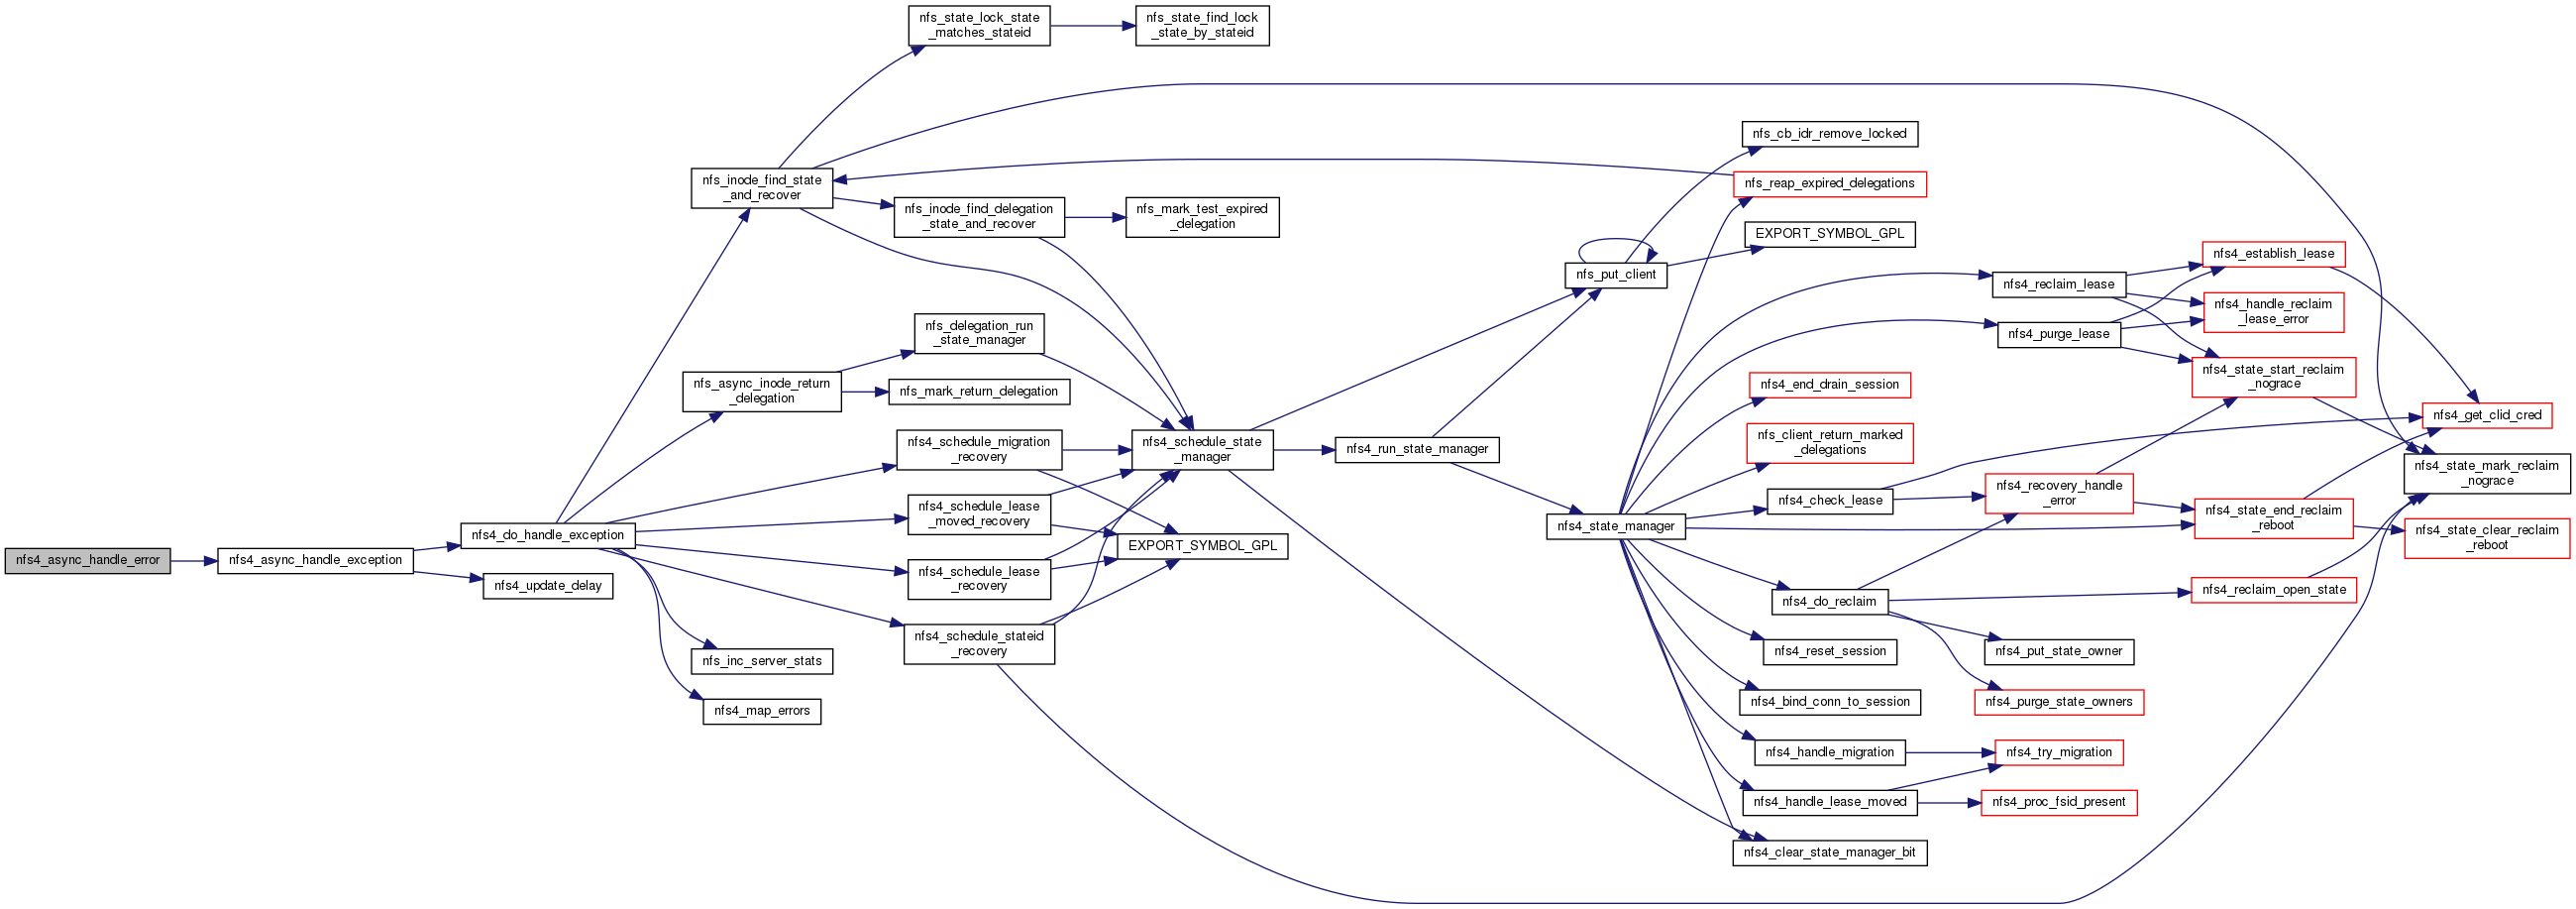 nfs4_async_handle_error
nfs4_async_handle_exception
nfs4_do_handle_exception
nfs4_update_delay
nfs_inode_find_state
_and_recover
nfs_async_inode_return
_delegation
nfs_inc_server_stats
nfs4_map_errors
nfs_state_lock_state
_matches_stateid
nfs_inode_find_delegation
_state_and_recover
nfs_delegation_run
_state_manager
nfs_mark_return_delegation
nfs4_schedule_migration
_recovery
nfs4_schedule_lease
_moved_recovery
nfs4_schedule_lease
_recovery
nfs4_schedule_stateid
_recovery
nfs_state_find_lock
_state_by_stateid
nfs_mark_test_expired
_delegation
nfs4_schedule_state
_manager
EXPORT_SYMBOL_GPL
nfs4_run_state_manager
nfs_put_client
nfs4_state_manager
nfs_cb_idr_remove_locked
nfs_reap_expired_delegations
EXPORT_SYMBOL_GPL
nfs4_end_drain_session
nfs_client_return_marked
_delegations
nfs4_check_lease
nfs4_do_reclaim
nfs4_reset_session
nfs4_bind_conn_to_session
nfs4_handle_migration
nfs4_handle_lease_moved
nfs4_clear_state_manager_bit
nfs4_reclaim_lease
nfs4_purge_lease
nfs4_recovery_handle
_error
nfs4_put_state_owner
nfs4_purge_state_owners
nfs4_try_migration
nfs4_proc_fsid_present
nfs4_establish_lease
nfs4_handle_reclaim
_lease_error
nfs4_state_start_reclaim
_nograce
nfs4_state_end_reclaim
_reboot
nfs4_reclaim_open_state
nfs4_get_clid_cred
nfs4_state_mark_reclaim
_nograce
nfs4_state_clear_reclaim
_reboot